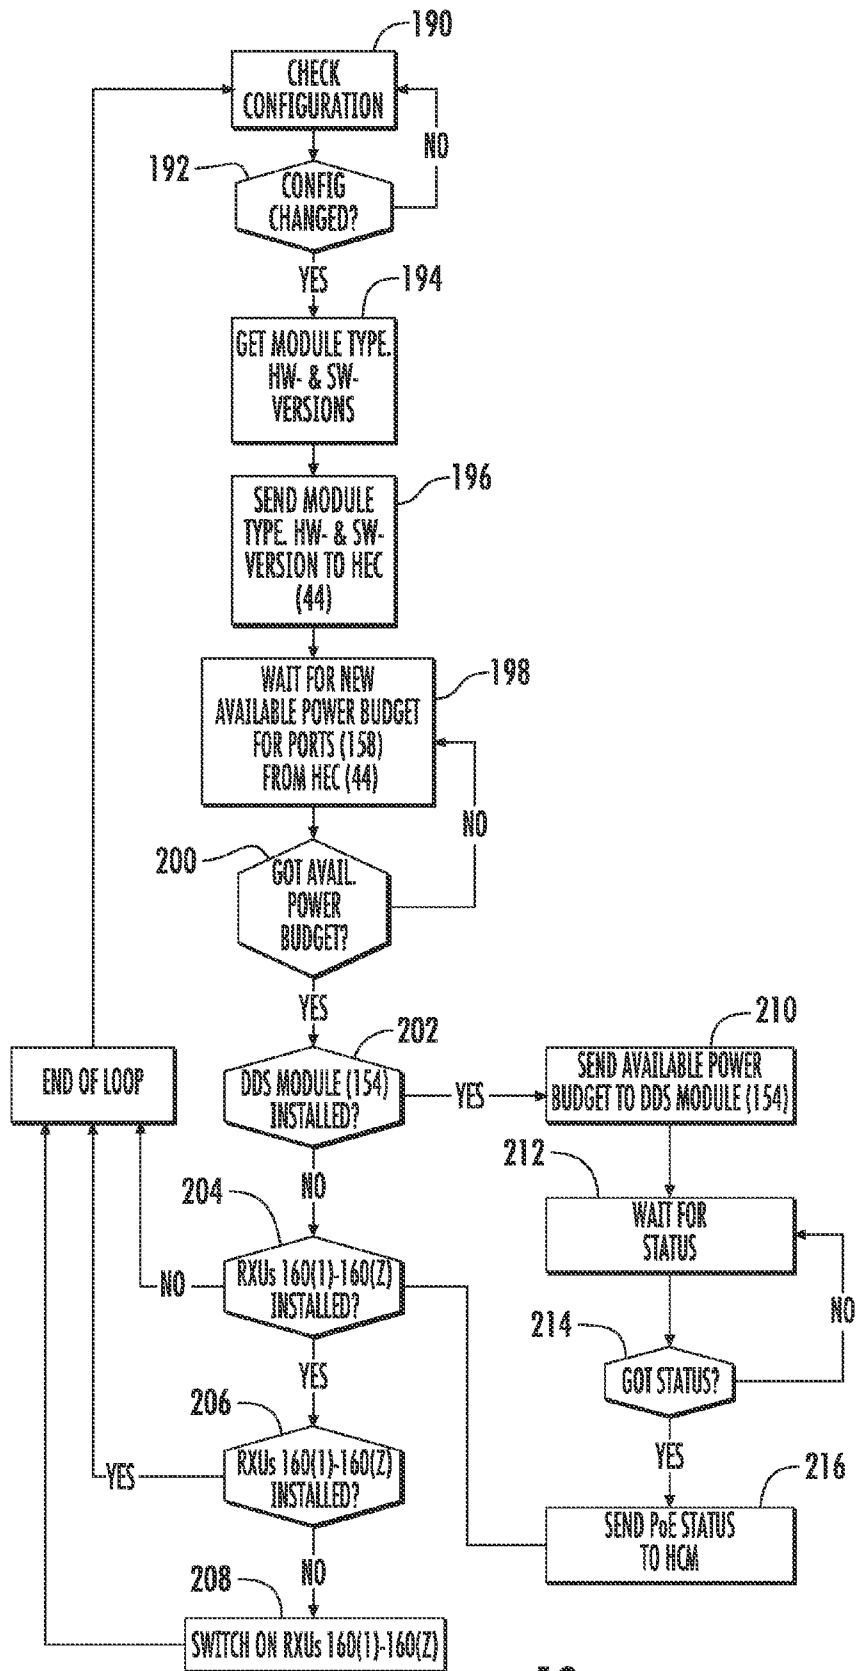 190
CHECK
CONFIGURATION
NO
192
CONFIG
CHANGED?
YES
194
GET MODULE TYPE.
HW- & SW-
VERSIONS
196
SEND MODULE
TYPE. HW- & SW-
VERSION TO HEC
(44)
198
WAIT FOR NEW
AVAILABLE POWER BUDGET
FOR PORTS (158)
FROM HEC (44)
NO
200
GOT AVAIL.
POWER
BUDGET?
YES
202
DDS MODULE (154)
INSTALLED?
YES
210
SEND AVAILABLE POWER
BUDGET TO DDS MODULE (154)
END OF LOOP
NO
212
WAIT FOR
STATUS
204
RXUs 160(1)-160(Z)
INSTALLED?
NO
NO
214
GOT STATUS?
YES
YES
206
RXUs 160(1)-160(Z)
INSTALLED?
YES
216
SEND PoE STATUS
TO HCM
NO
208
SWITCH ON RXUs 160(1)-160(Z)